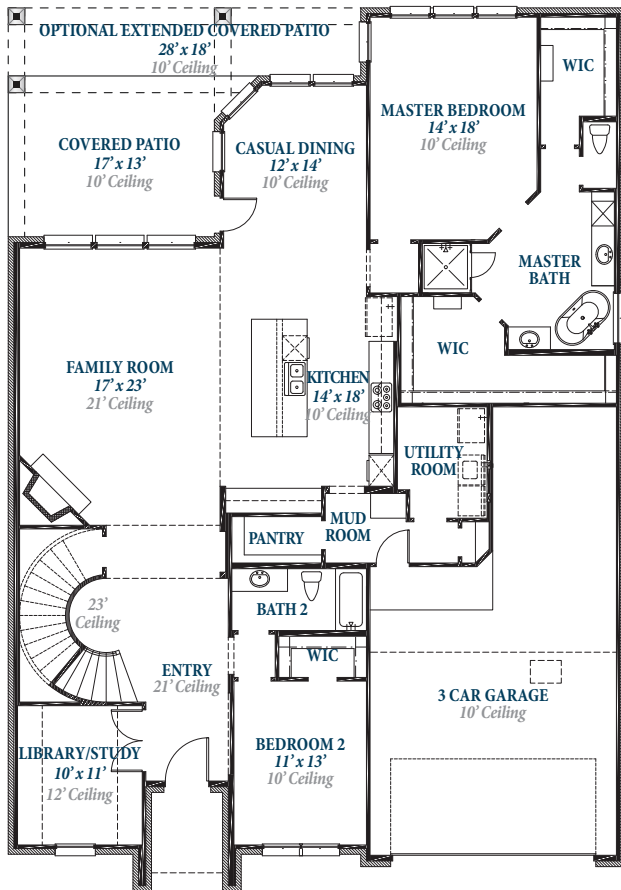 OPTIONAL EXTENDED COVERED PATIO
28' x 18'
10' Ceiling
WIC
MASTER BEDROOM
14' x 18'
10' Ceiling
COVERED PATIO
17' x 13'
10' Ceiling
CASUAL DINING
12' x 14'
10' Ceiling
MASTER
BATH
WIC
FAMILY ROOM
17' x 23'
21' Ceiling
KITCHEN
14' x 18'
10' Ceiling
UTILITY
ROOM
MUD
ROOM
PANTRY
23'
Ceiling
BATH 2
WIC
ENTRY
21' Ceiling
3 CAR GARAGE
10' Ceiling
LIBRARY/STUDY
10' x 11'
12' Ceiling
BEDROOM 2
11' x 13'
10' Ceiling